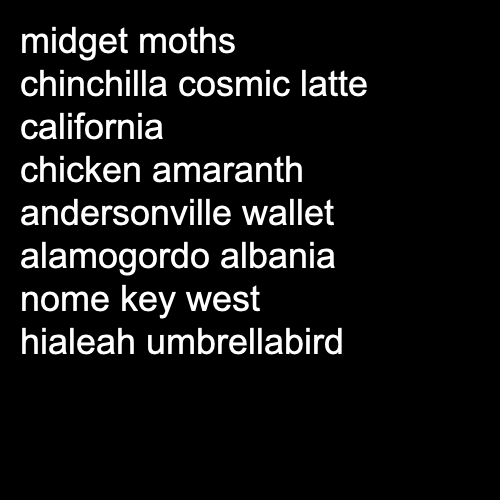 midget moths
chinchilla cosmic latte
california
chicken amaranth
andersonville wallet
alamogordo albania
nome key west
hialeah umbrellabird